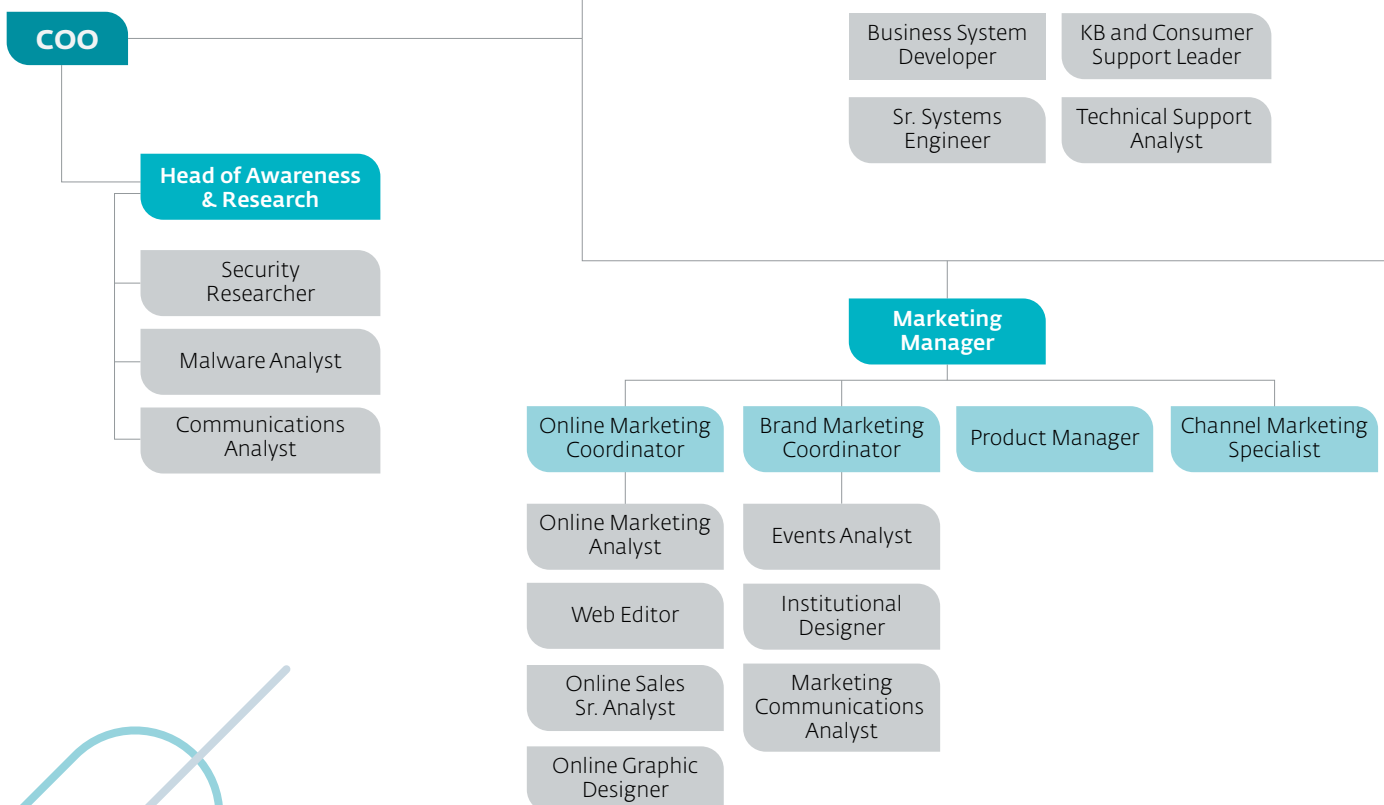 COO
Business System
Developer
KB and Consumer
Support Leader
Sr. Systems
Engineer
Technical Support
Analyst
Head of Awareness
& Research
Security
Researcher
Malware Analyst
Communications
Analyst
Marketing
Manager
Online Marketing
Coordinator
Brand Marketing
Coordinator
Product Manager
Channel Marketing
Specialist
Online Marketing
Analyst
Events Analyst
Web Editor
Institutional
Designer
Online Sales
Sr. Analyst
Marketing
Communications
Analyst
Online Graphic
Designer